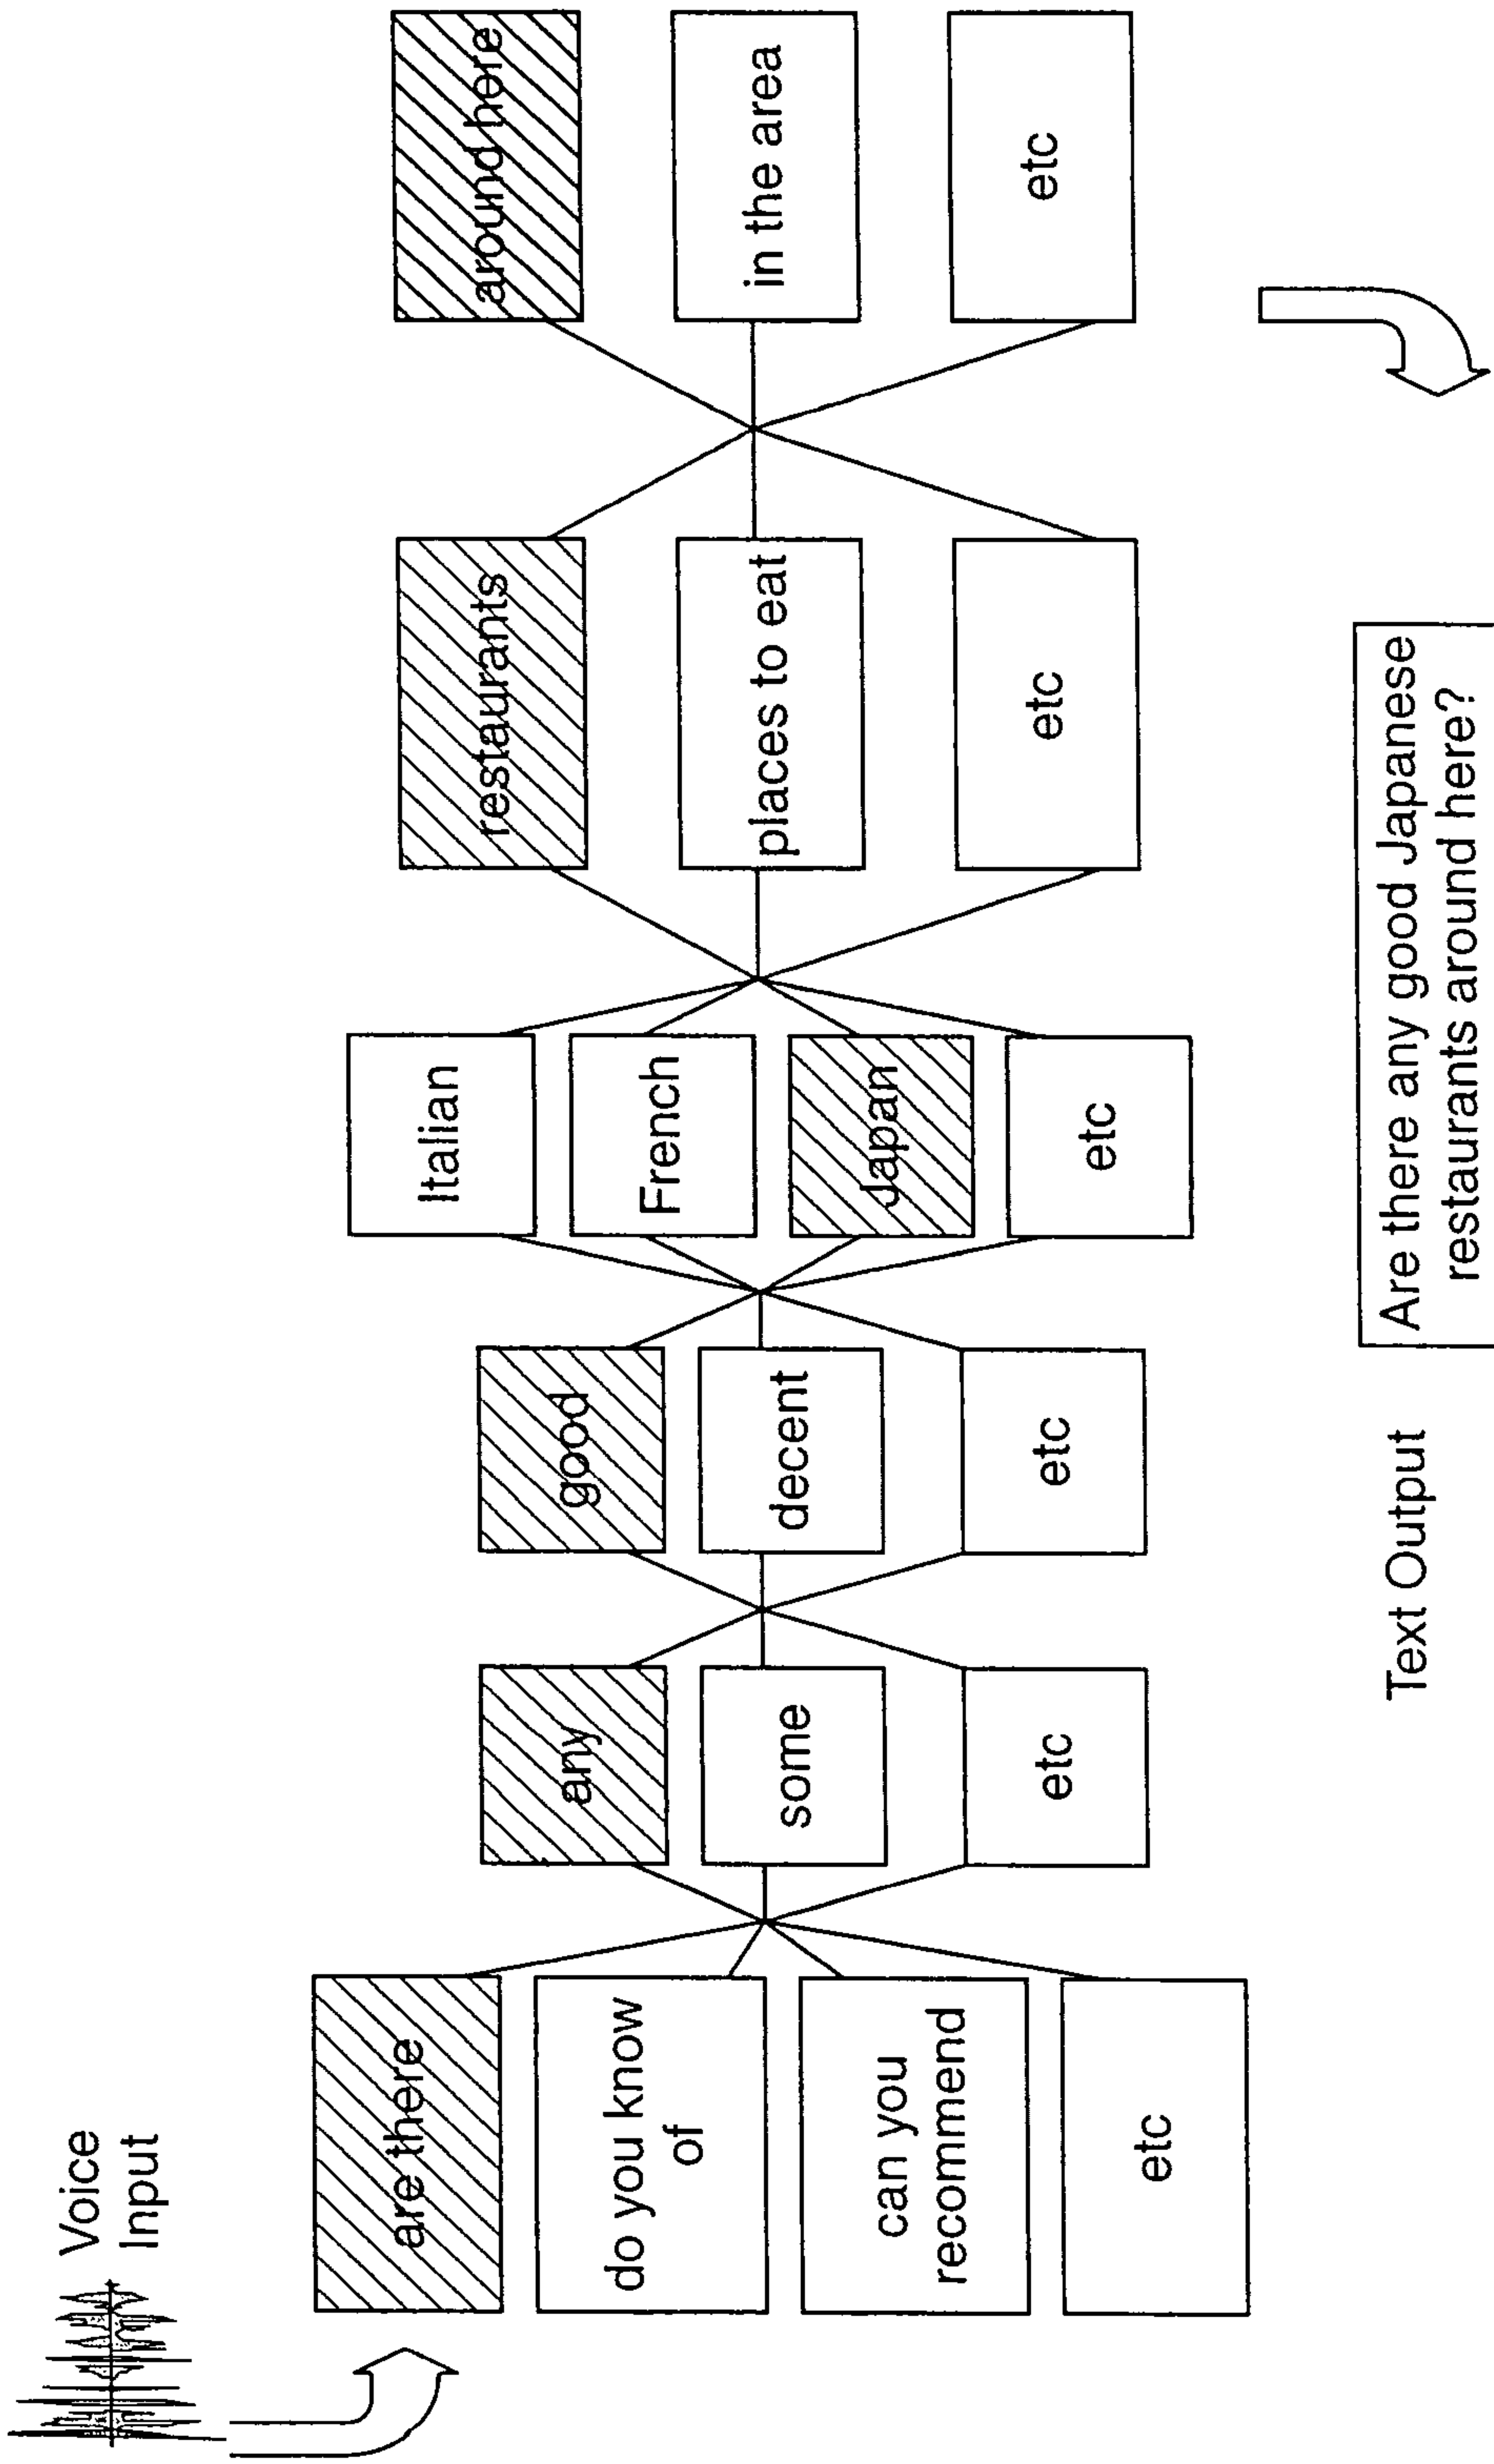 Voice
Input
are there
do you know
of
can you
recommend
etc
any
some
etc
good
decent
etc
Italian
French
Japan
etc
restaurants
places to eat
etc
around here
in the area
etc
Text Output
Are there any good Japanese
restaurants around here?